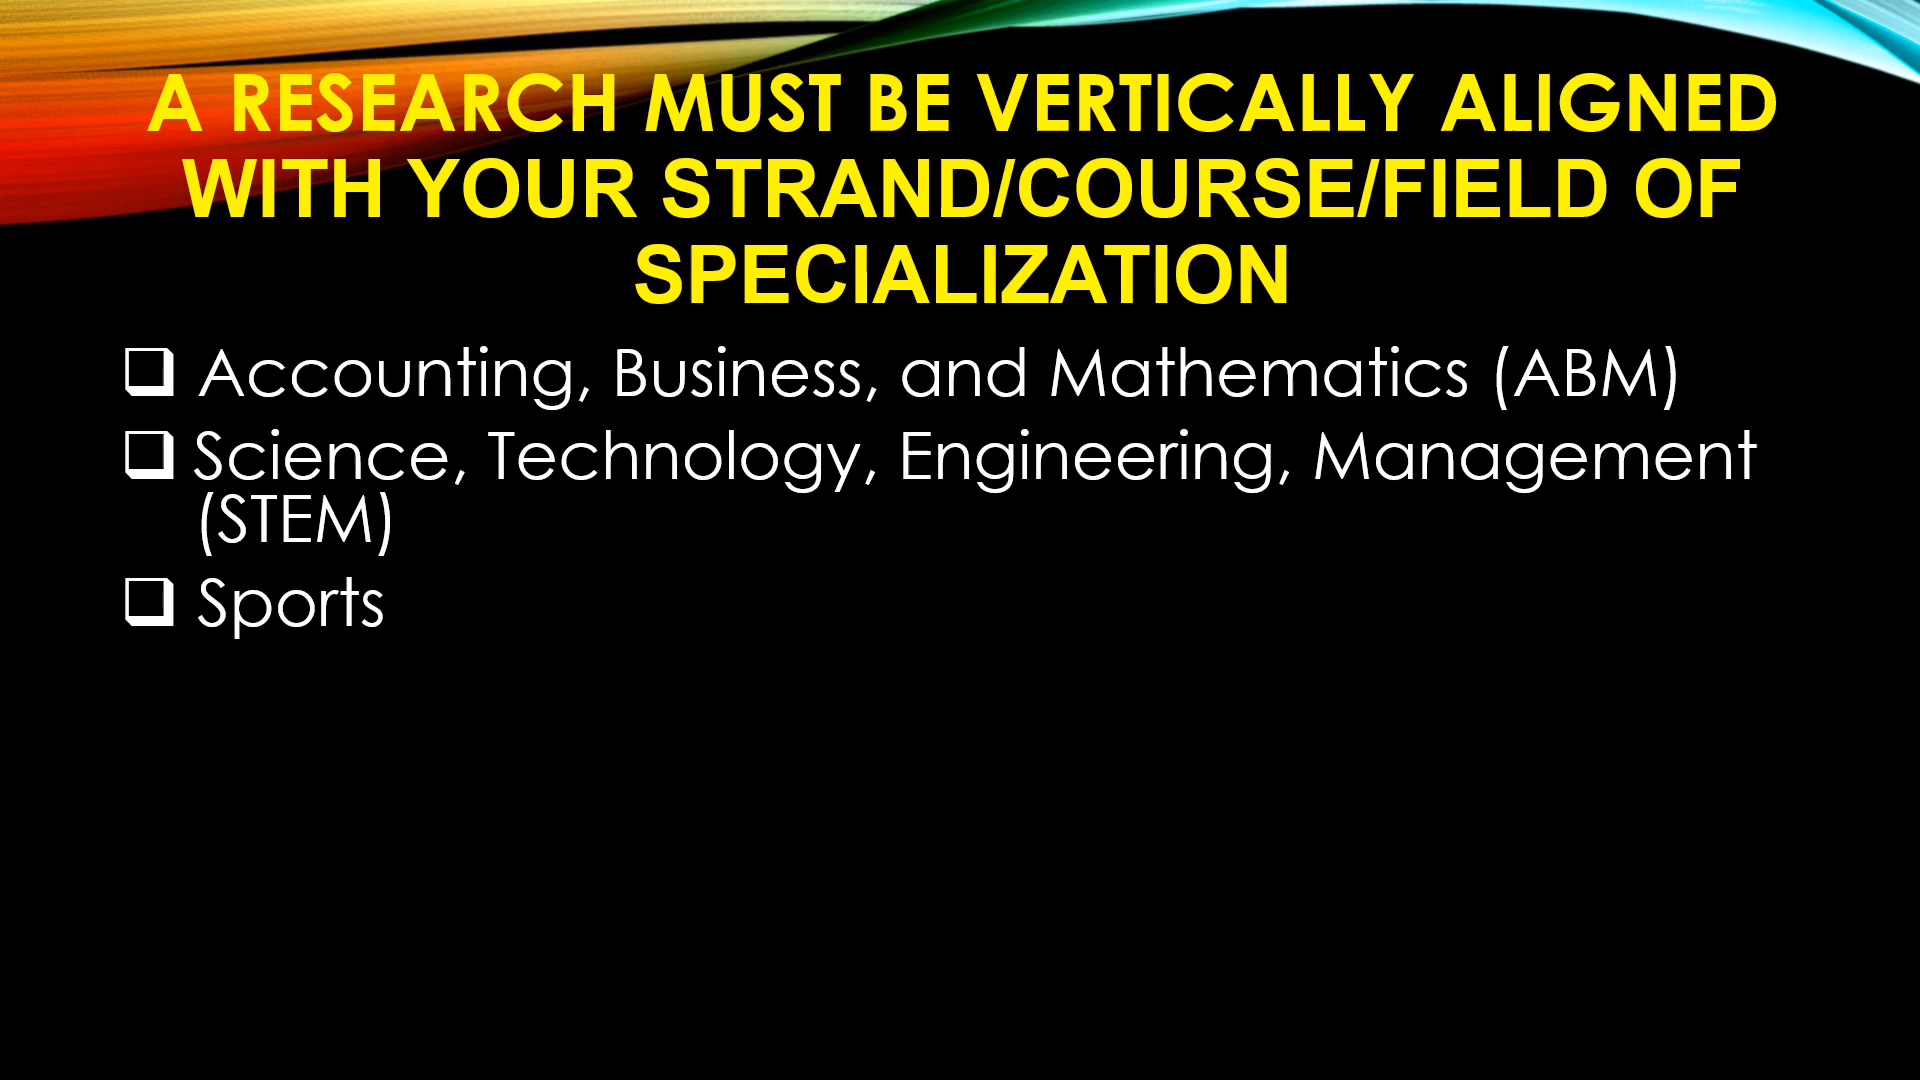 A RESEARCH MUST BE VERTICALLY ALIGNED
WITH YOUR STRAND/COURSE/FIELD OF
SPECIALIZATION
❑ Accounting, Business, and Mathematics (ABM)
❑ Science, Technology, Engineering, Management
(STEM)
❑ Sports